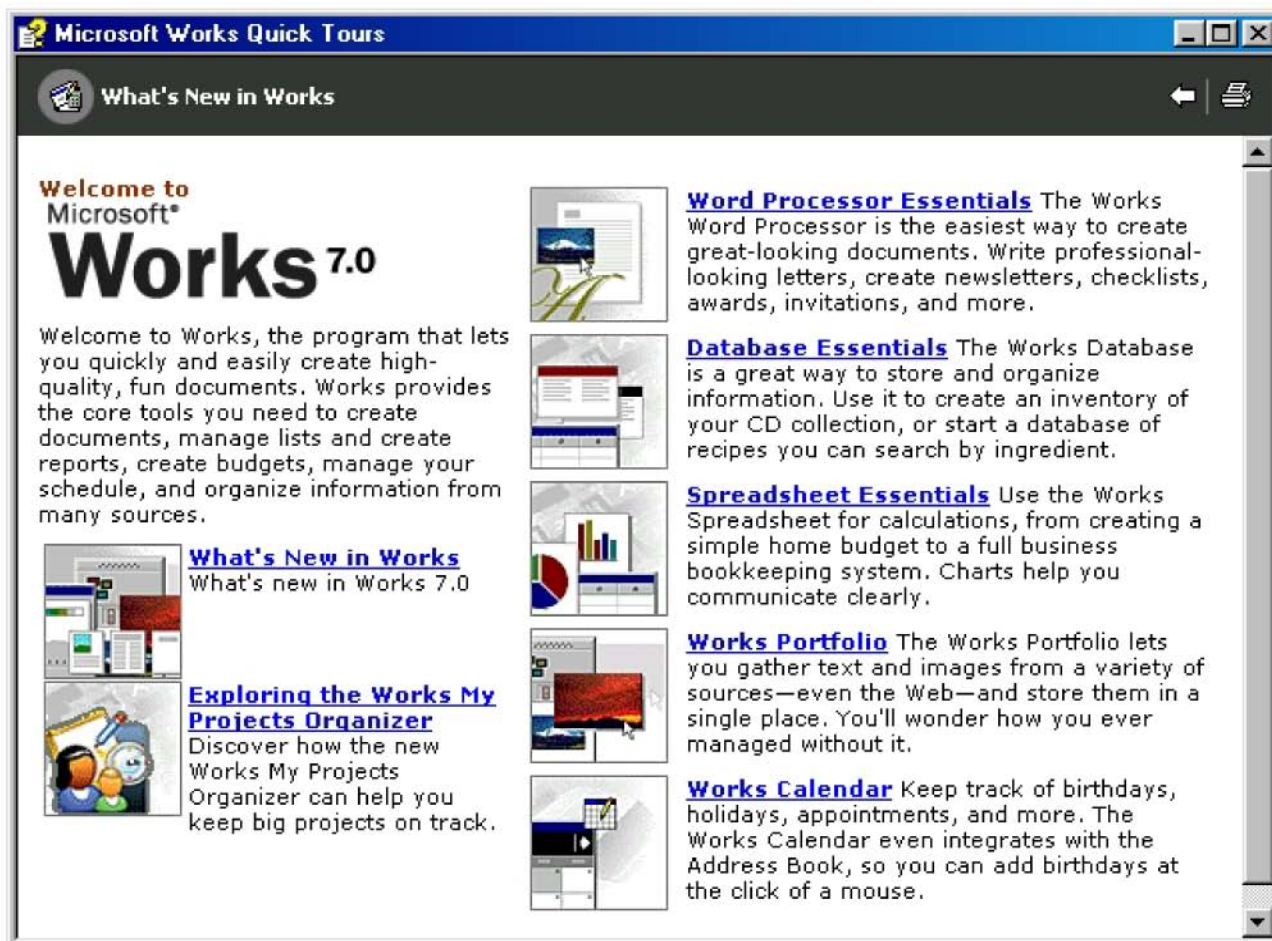 Microsoft Works Quick Tours
What's New in Works
Welcome to
Microsoft®
Works 7.0
Welcome to Works, the program that lets
you quickly and easily create high-
quality, fun documents. Works provides
the core tools you need to create
documents, manage lists and create
reports, create budgets, manage your
schedule, and organize information from
many sources.
What's New in Works
What's new in Works 7.0
Exploring the Works My
Projects Organizer
Discover how the new
Works My Projects
Organizer can help you
keep big projects on track.
Word Processor Essentials The Works
Word Processor is the easiest way to create
great-looking documents. Write professional-
looking letters, create newsletters, checklists,
awards, invitations, and more.
Database Essentials The Works Database
is a great way to store and organize
information. Use it to create an inventory of
your CD collection, or start a database of
recipes you can search by ingredient.
Spreadsheet Essentials Use the Works
Spreadsheet for calculations, from creating a
simple home budget to a full business
bookkeeping system. Charts help you
communicate clearly.
Works Portfolio The Works Portfolio lets
you gather text and images from a variety of
sources—even the Web—and store them in a
single place. You'll wonder how you ever
managed without it.
Works Calendar Keep track of birthdays,
holidays, appointments, and more. The
Works Calendar even integrates with the
Address Book, so you can add birthdays at
the click of a mouse.